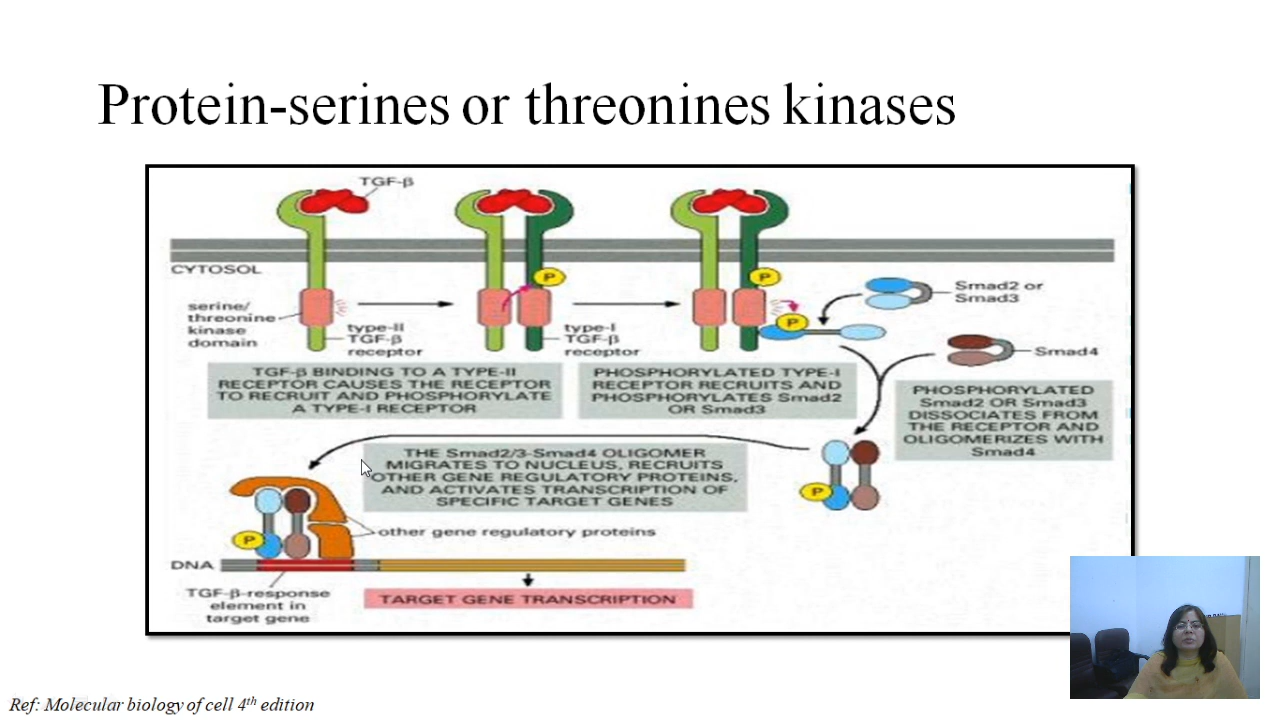 Protein-serines or threonines kinases
TGF-β
CYTOSOL
serine/
threonine
kinase
domain
type-II
TGF-β
receptor
P
type-I
TGF-β
receptor
P
P
Smad2 or
Smad3
Smad4
TGF-β BINDING TO A TYPE-II
RECEPTOR CAUSES THE RECEPTOR
TO RECRUIT AND PHOSPHORYLATE
A TYPE-I RECEPTOR
PHOSPHORYLATED TYPE-I
RECEPTOR RECRUITS AND
PHOSPHORYLATES Smad2
OR Smad3
PHOSPHORYLATED
Smad2 OR Smad3
DISSOCIATES FROM
THE RECEPTOR AND
OLIGOMERIZES WITH
Smad4
THE Smad2/3-Smad4 OLIGOMER
MIGRATES TO NUCLEUS, RECRUITS
OTHER GENE REGULATORY PROTEINS,
AND ACTIVATES TRANSCRIPTION OF
SPECIFIC TARGET GENES
P
P
other gene regulatory proteins
DNA
TGF-β-response
element in
target gene
TARGET GENE TRANSCRIPTION
Ref: Molecular biology of cell 4th edition